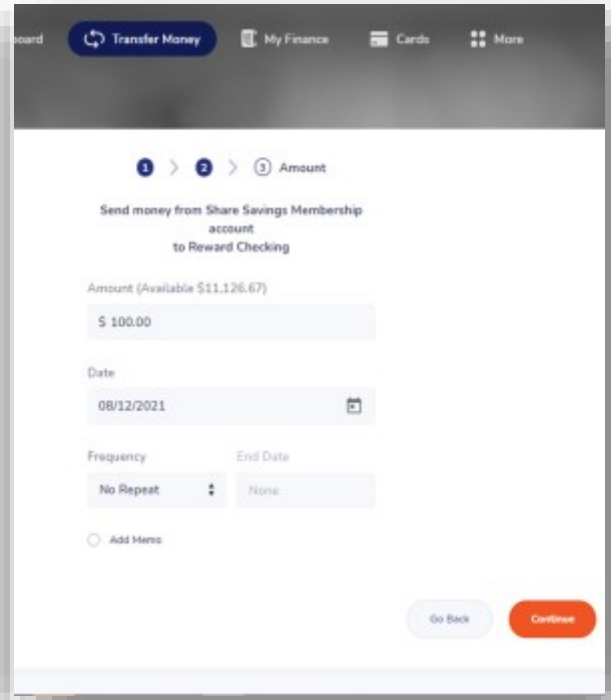 oard Transfer Money My Finance Cards More
1 > 2 > 3 Amount
Send money from Share Savings Membership
account
to Reward Checking
Amount (Available $11,126.67)
$ 100.00
Date
08/12/2021
Frequency End Date
No Repeat None
Add Memo
Go Back Continue